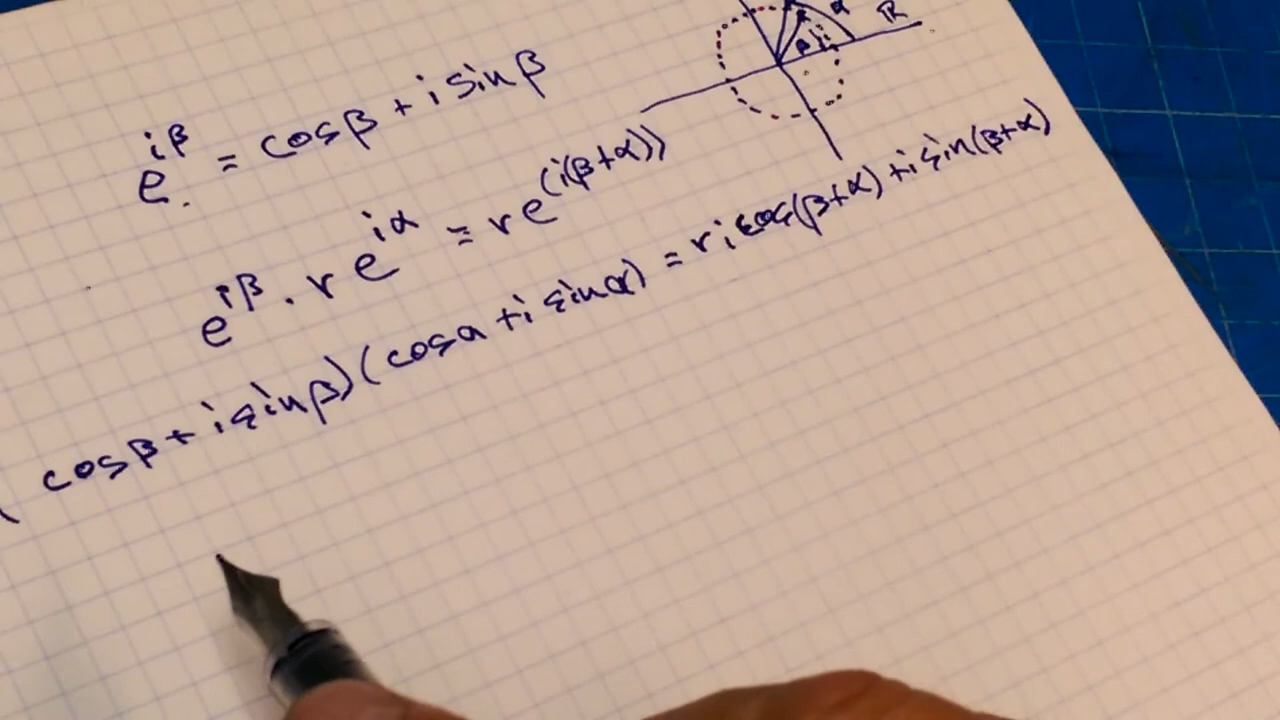 α R
β
e^{iβ} = cosβ + i sinβ
e^{iβ} · r e^{iα} = r e^{(i(β+α))}
(cosβ + i sinβ)(cosα + i sinα) = r i cos(β+α) + i sin(β+α)